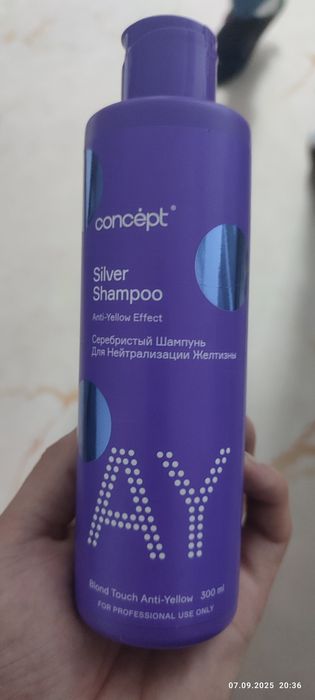 concépt®
Silver
Shampoo
Anti-Yellow Effect
Серебристый Шампунь
Для Нейтрализации Желтизны
AY
Blond Touch Anti-Yellow 300 ml
FOR PROFESSIONAL USE ONLY
07.09.2025 20:36